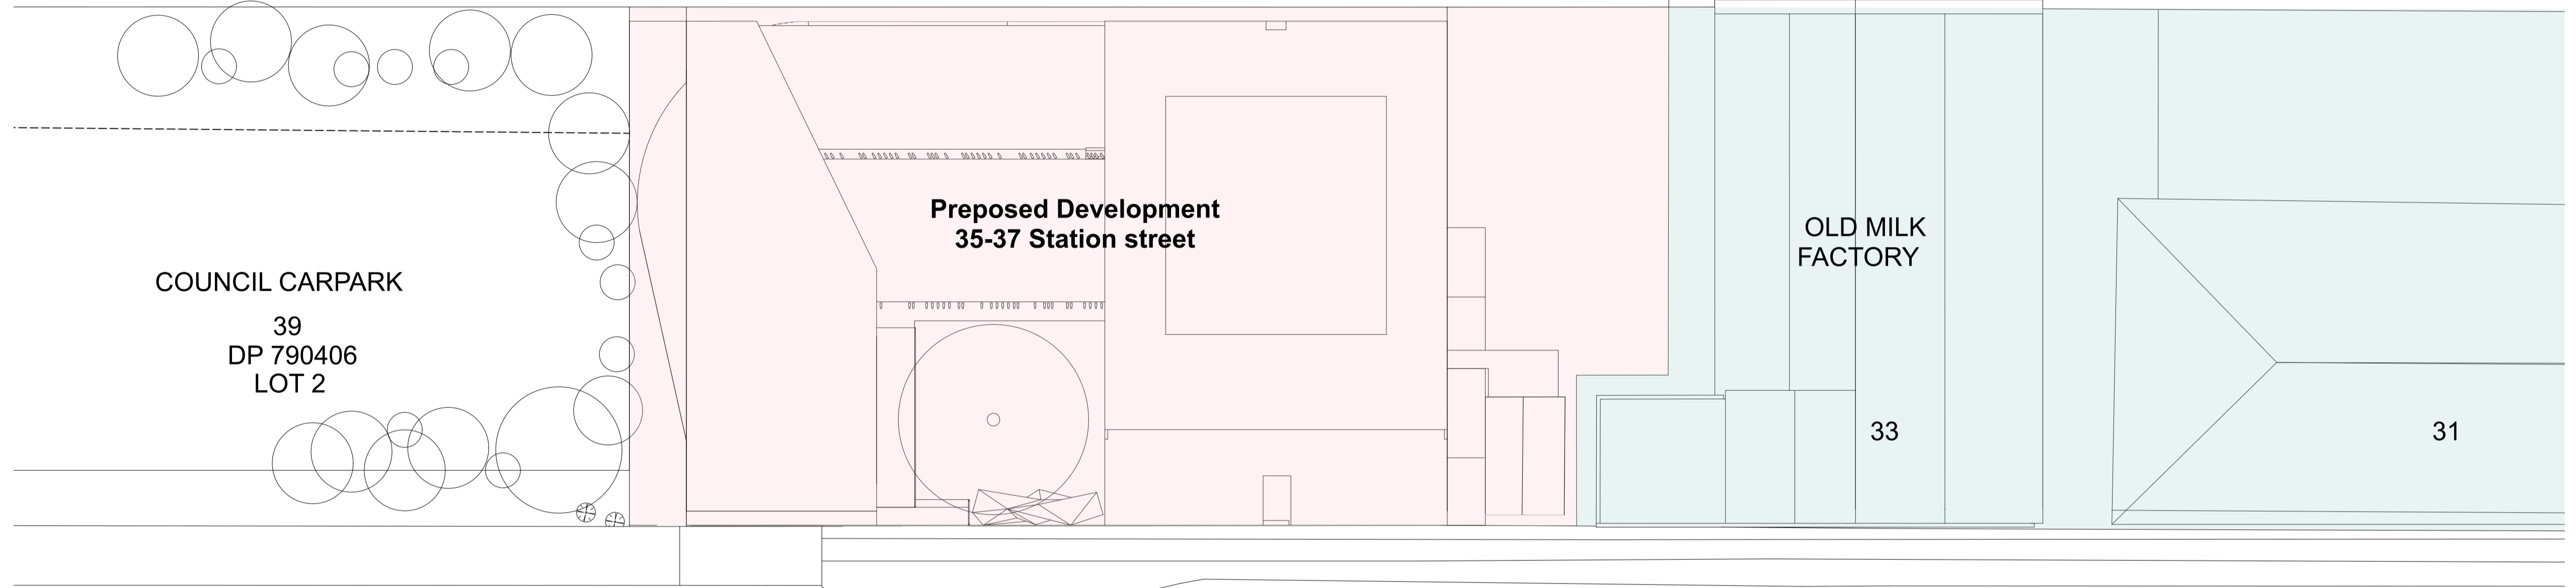 COUNCIL CARPARK
39
DP 790406
LOT 2
Preposed Development
35-37 Station street
OLD MILK
FACTORY
33
31